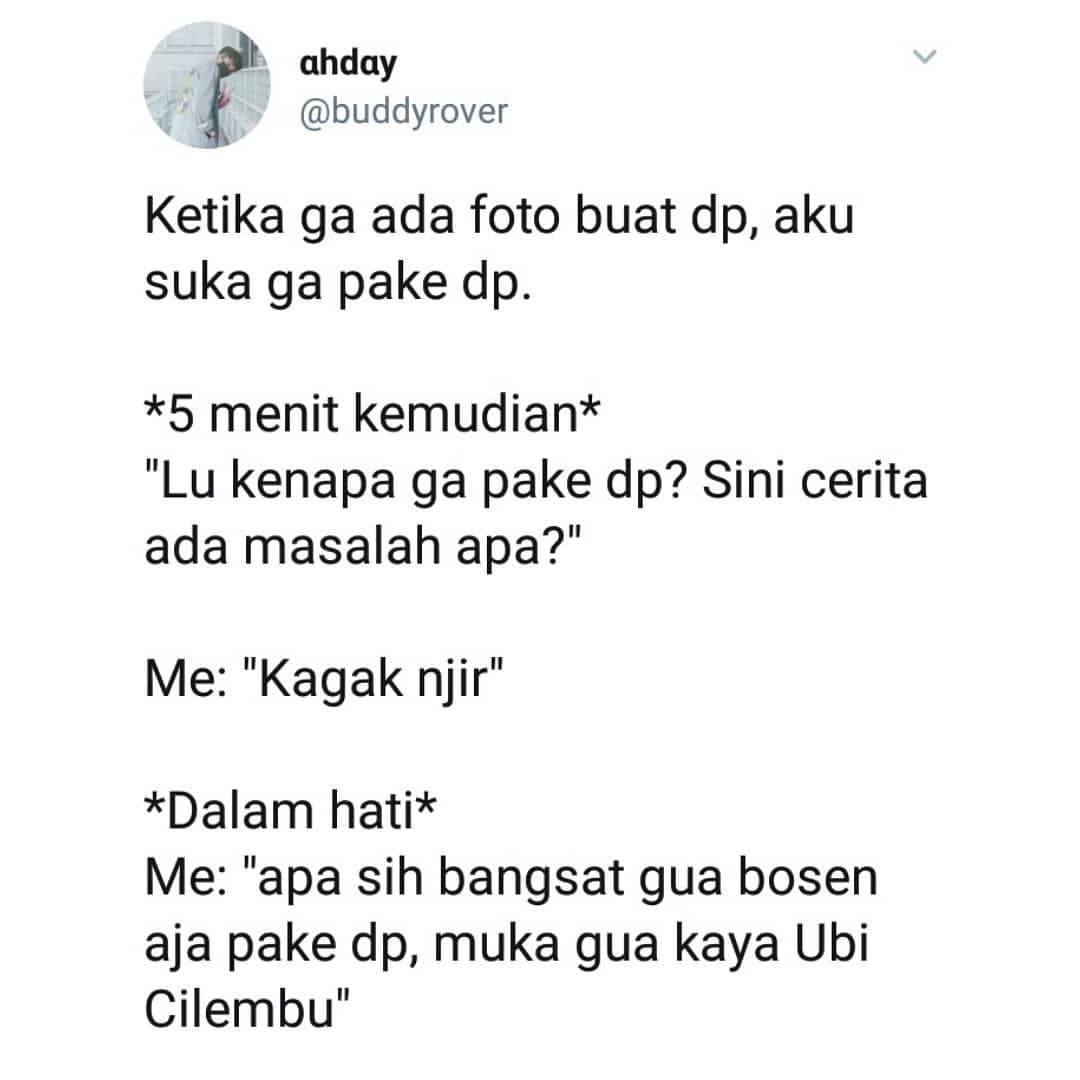 ahday
@buddyrover
Ketika ga ada foto buat dp, aku
suka ga pake dp.
*5 menit kemudian*
"Lu kenapa ga pake dp? Sini cerita
ada masalah apa?"
Me: "Kagak njir"
*Dalam hati*
Me: "apa sih bangsat gua bosen
aja pake dp, muka gua kaya Ubi
Cilembu"